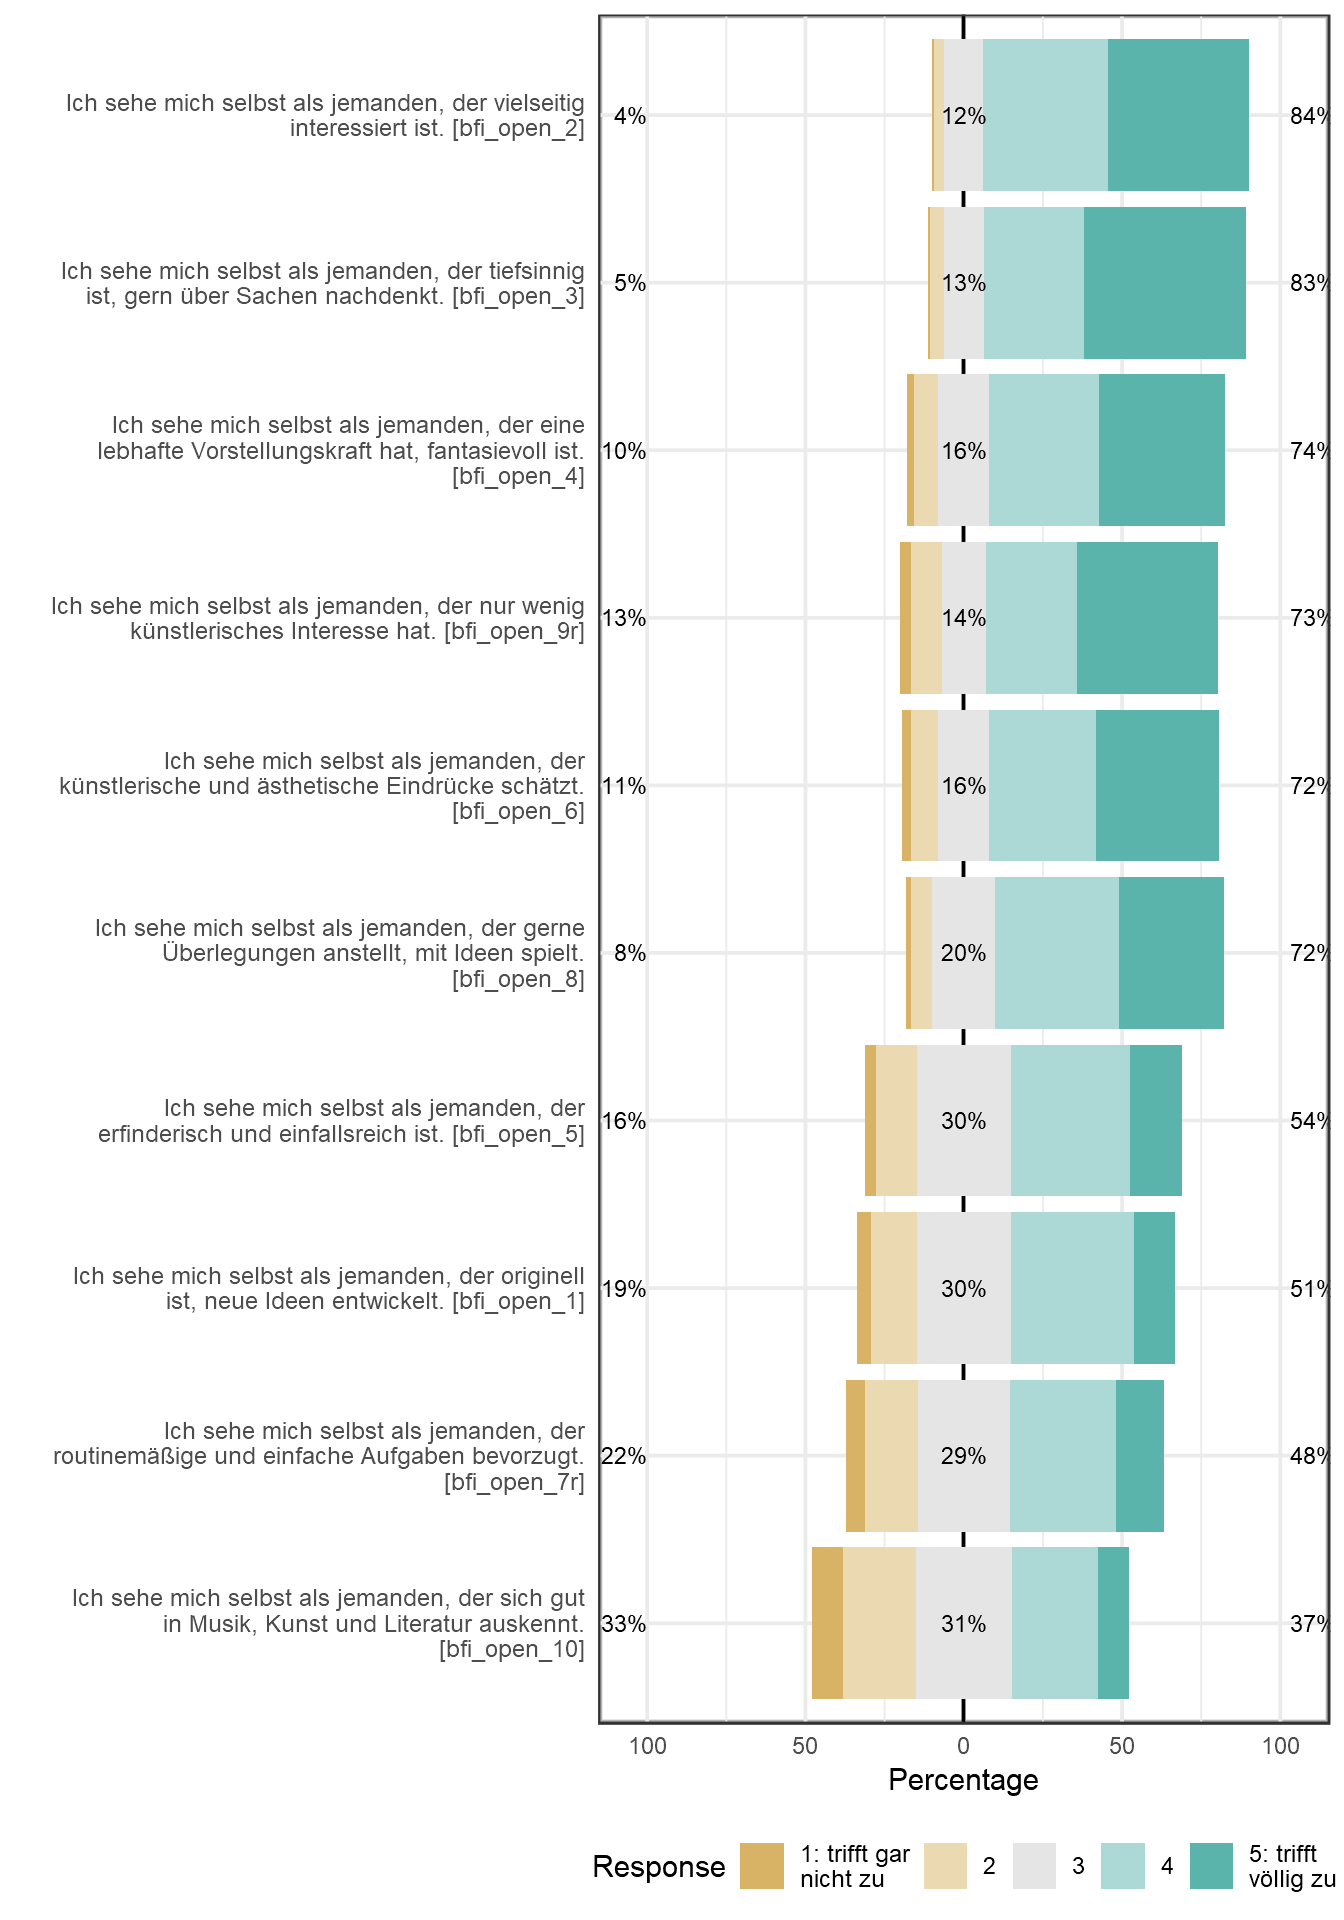 Ich sehe mich selbst als jemanden, der vielseitig
interessiert ist. [bfi_open_2]
4%
12%
84%
Ich sehe mich selbst als jemanden, der tiefsinnig
ist, gern über Sachen nachdenkt. [bfi_open_3]
5%
13%
83%
Ich sehe mich selbst als jemanden, der eine
lebhafte Vorstellungskraft hat, fantasievoll ist.
[bfi_open_4]
10%
16%
74%
Ich sehe mich selbst als jemanden, der nur wenig
künstlerisches Interesse hat. [bfi_open_9r]
13%
14%
73%
Ich sehe mich selbst als jemanden, der
künstlerische und ästhetische Eindrücke schätzt.
[bfi_open_6]
11%
16%
72%
Ich sehe mich selbst als jemanden, der gerne
Überlegungen anstellt, mit Ideen spielt.
[bfi_open_8]
8%
20%
72%
Ich sehe mich selbst als jemanden, der
erfinderisch und einfallsreich ist. [bfi_open_5]
16%
30%
54%
Ich sehe mich selbst als jemanden, der originell
ist, neue Ideen entwickelt. [bfi_open_1]
19%
30%
51%
Ich sehe mich selbst als jemanden, der
routinemäßige und einfache Aufgaben bevorzugt.
[bfi_open_7r]
22%
29%
48%
Ich sehe mich selbst als jemanden, der sich gut
in Musik, Kunst und Literatur auskennt.
[bfi_open_10]
33%
31%
37%
100 50 0 50 100
Percentage
Response
1: trifft gar
nicht zu
2
3
4
5: trifft
völlig zu